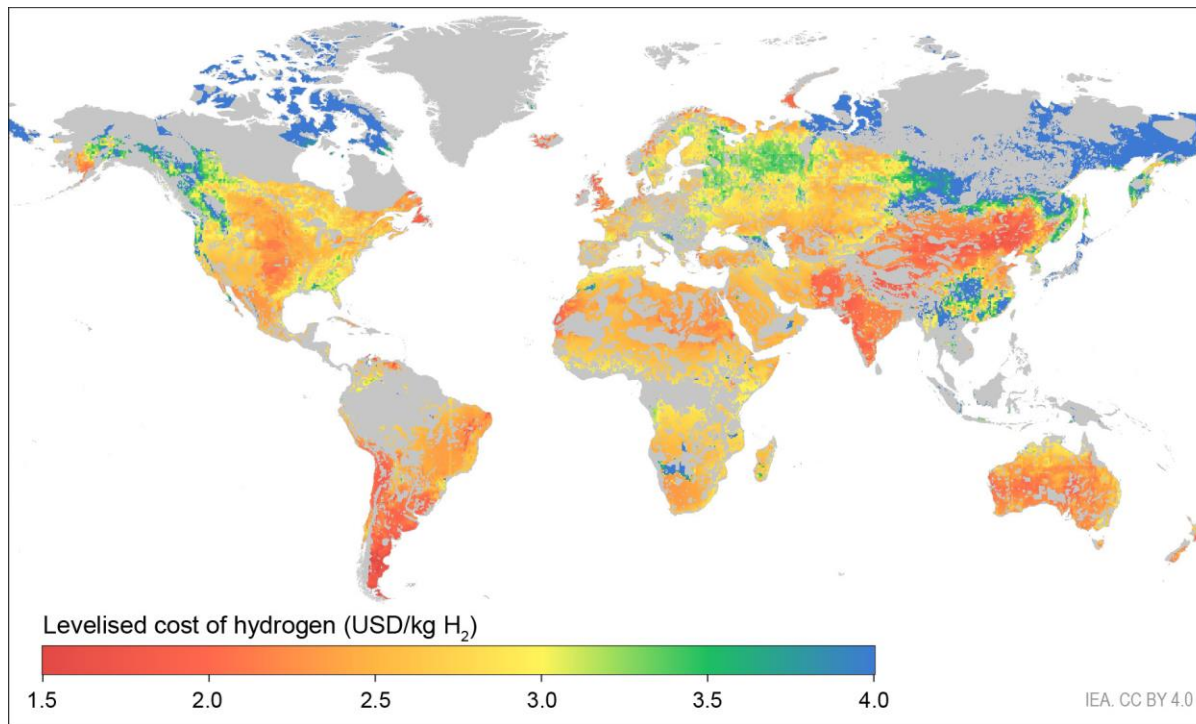 Levelised cost of hydrogen (USD/kg H₂)
1.5 2.0 2.5 3.0 3.5 4.0
IEA. CC BY 4.0